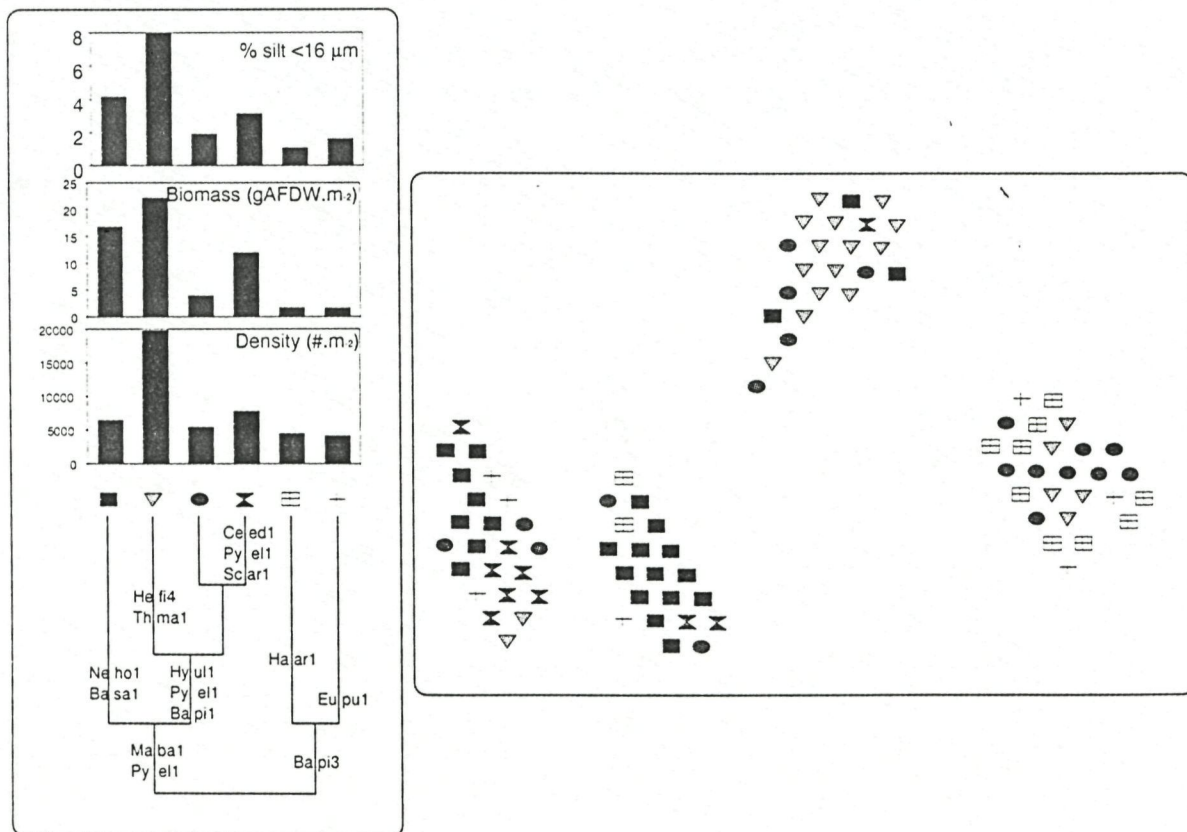 % silt <16 μm
8
6
4
2
0
Biomass (gAFDW.m-2)
25
20
15
10
5
0
Density (#.m-2)
20000
15000
10000
5000
0
Ce ed1
Py el1
Sc ar1
He fi4
Th ma1
Ne ho1
Ba sa1
Hy ul1
Py el1
Ba pi1
Ha ar1
Eu pu1
Ma ba1
Py el1
Ba pi3